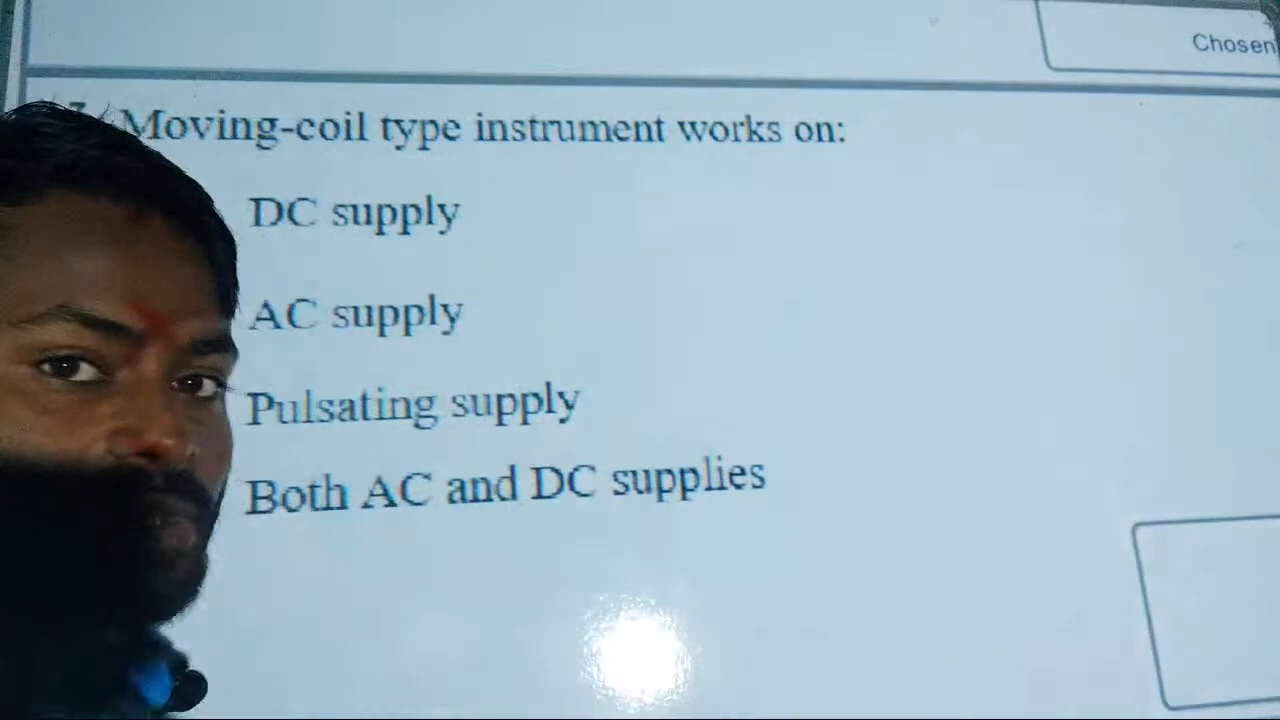 Chosen
Moving-coil type instrument works on:
DC supply
AC supply
Pulsating supply
Both AC and DC supplies